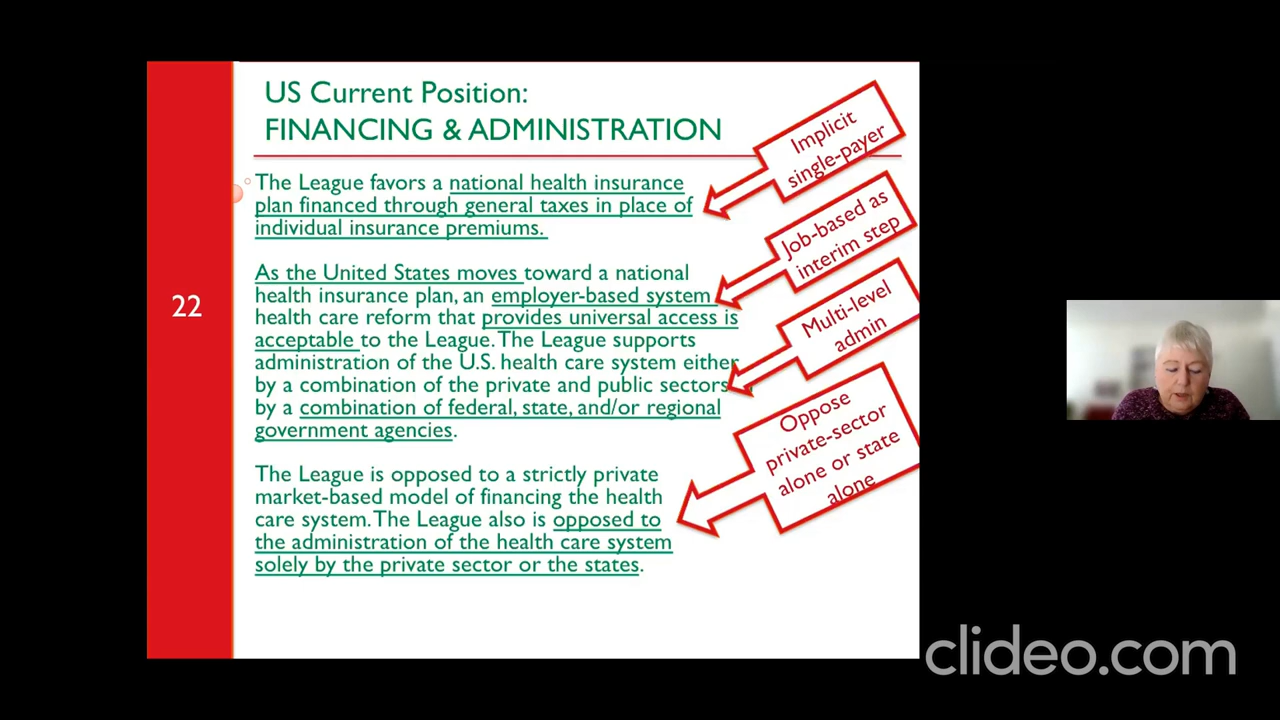 US Current Position:
FINANCING & ADMINISTRATION
The League favors a national health insurance
plan financed through general taxes in place of
individual insurance premiums.
As the United States moves toward a national
health insurance plan, an employer-based system
health care reform that provides universal access is
acceptable to the League. The League supports
administration of the U.S. health care system either
by a combination of the private and public sectors
by a combination of federal, state, and/or regional
government agencies.
The League is opposed to a strictly private
market-based model of financing the health
care system. The League also is opposed to
the administration of the health care system
solely by the private sector or the states.
Implicit
single-payer
Job-based as
interim step
Multi-level
admin
Oppose
private-sector
alone or state
alone
22
clideo.com